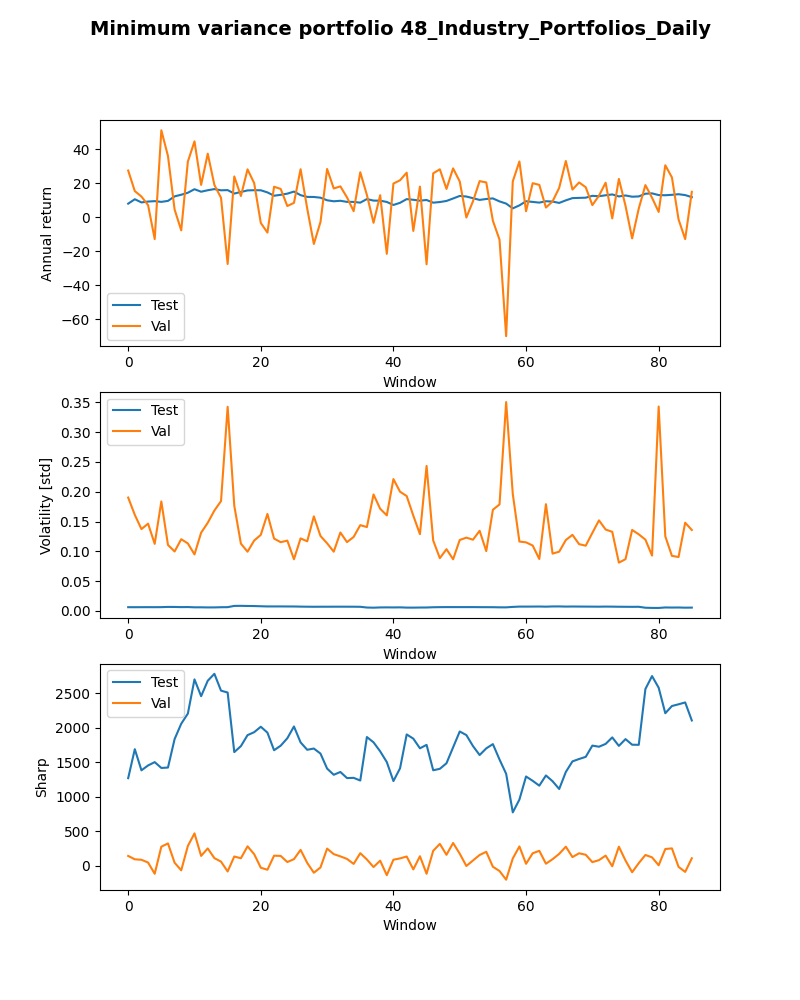 Minimum variance portfolio 48_Industry_Portfolios_Daily
40
20
0
−20
−40
−60
Annual return
Test
Val
0 20 40 60 80
Window
0.35
0.30
0.25
0.20
0.15
0.10
0.05
0.00
Volatility [std]
Test
Val
0 20 40 60 80
Window
2500
2000
1500
1000
500
0
Sharp
Test
Val
0 20 40 60 80
Window